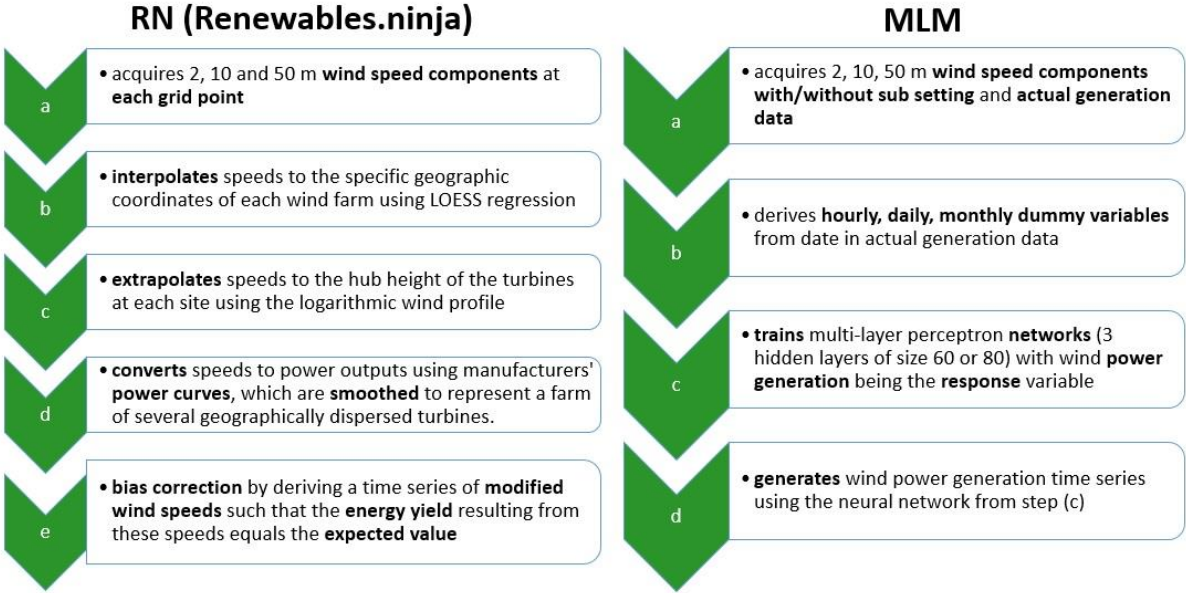 RN (Renewables.ninja)
a
• acquires 2, 10 and 50 m wind speed components at
each grid point
b
• interpolates speeds to the specific geographic
coordinates of each wind farm using LOESS regression
c
• extrapolates speeds to the hub height of the turbines
at each site using the logarithmic wind profile
d
• converts speeds to power outputs using manufacturers'
power curves, which are smoothed to represent a farm
of several geographically dispersed turbines.
e
• bias correction by deriving a time series of modified
wind speeds such that the energy yield resulting from
these speeds equals the expected value
MLM
a
• acquires 2, 10, 50 m wind speed components
with/without sub setting and actual generation
data
b
• derives hourly, daily, monthly dummy variables
from date in actual generation data
c
• trains multi-layer perceptron networks (3
hidden layers of size 60 or 80) with wind power
generation being the response variable
d
• generates wind power generation time series
using the neural network from step (c)